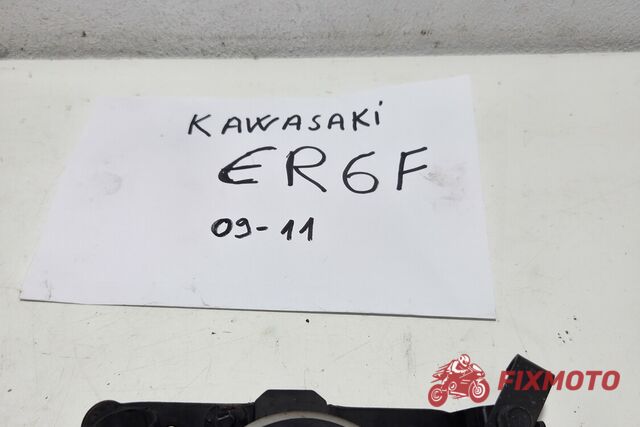 KAWASAKi
ER6F
09-11
FIXMOTO